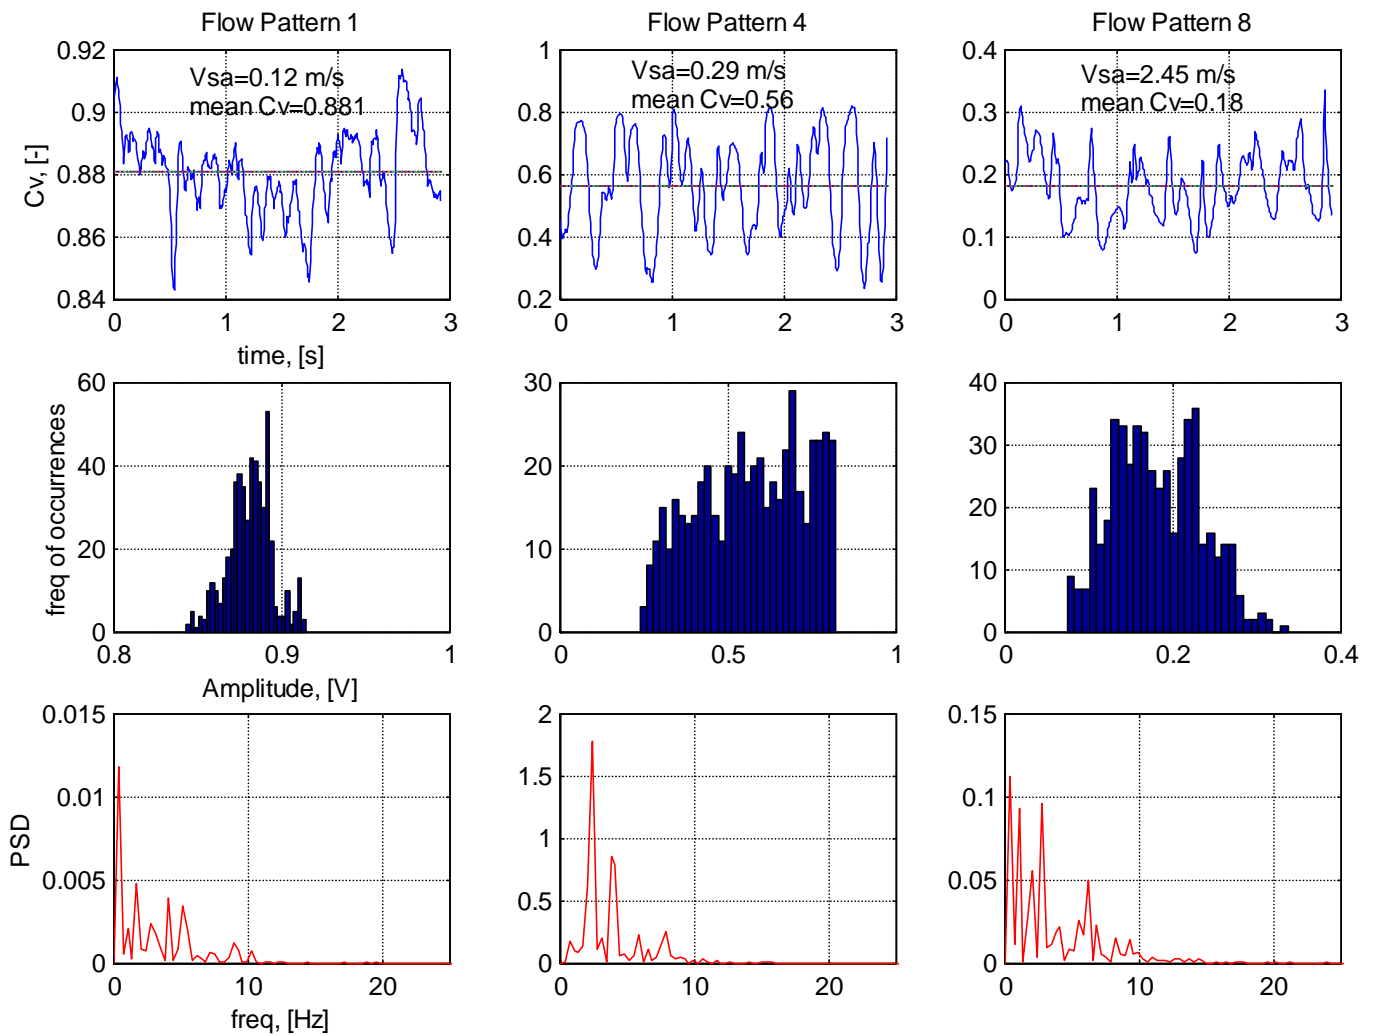 Flow Pattern 1
0.92
0.9
0.88
0.86
0.84
Cv, [-]
Vsa=0.12 m/s
mean Cv=0.881
0 1 2 3
time, [s]
Flow Pattern 4
1
0.8
0.6
0.4
0.2
Vsa=0.29 m/s
mean Cv=0.56
0 1 2 3
Flow Pattern 8
0.4
0.3
0.2
0.1
0
Vsa=2.45 m/s
mean Cv=0.18
0 1 2 3
60
40
20
0
freq of occurrences
0.8 0.9 1
Amplitude, [V]
30
20
10
0
0 0.5 1
40
30
20
10
0
0 0.2 0.4
0.015
0.01
0.005
0
PSD
0 10 20
freq, [Hz]
2
1.5
1
0.5
0
0 10 20
0.15
0.1
0.05
0
0 10 20